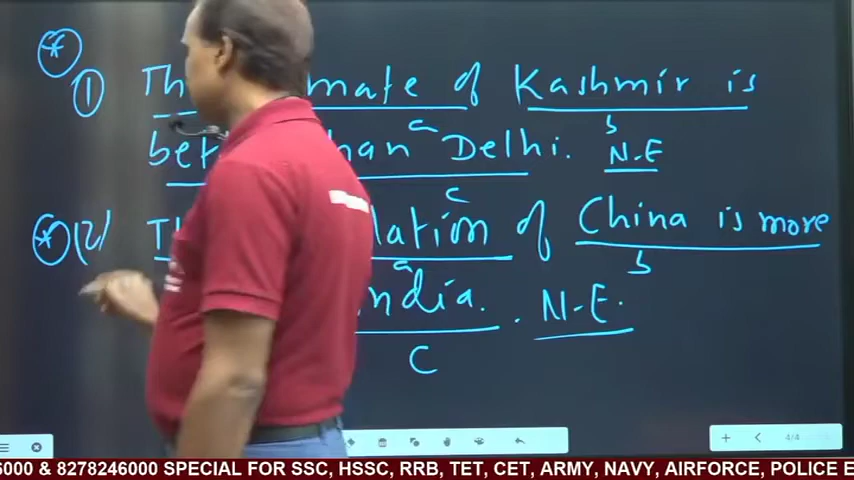 * ① Th mate of Kashmir is
a b
bet han Delhi. N-E
c
* (2) T lation of China is more
a b
ndia. N-E.
C
4/4
6000 & 8278246000 SPECIAL FOR SSC, HSSC, RRB, TET, CET, ARMY, NAVY, AIRFORCE, POLICE E